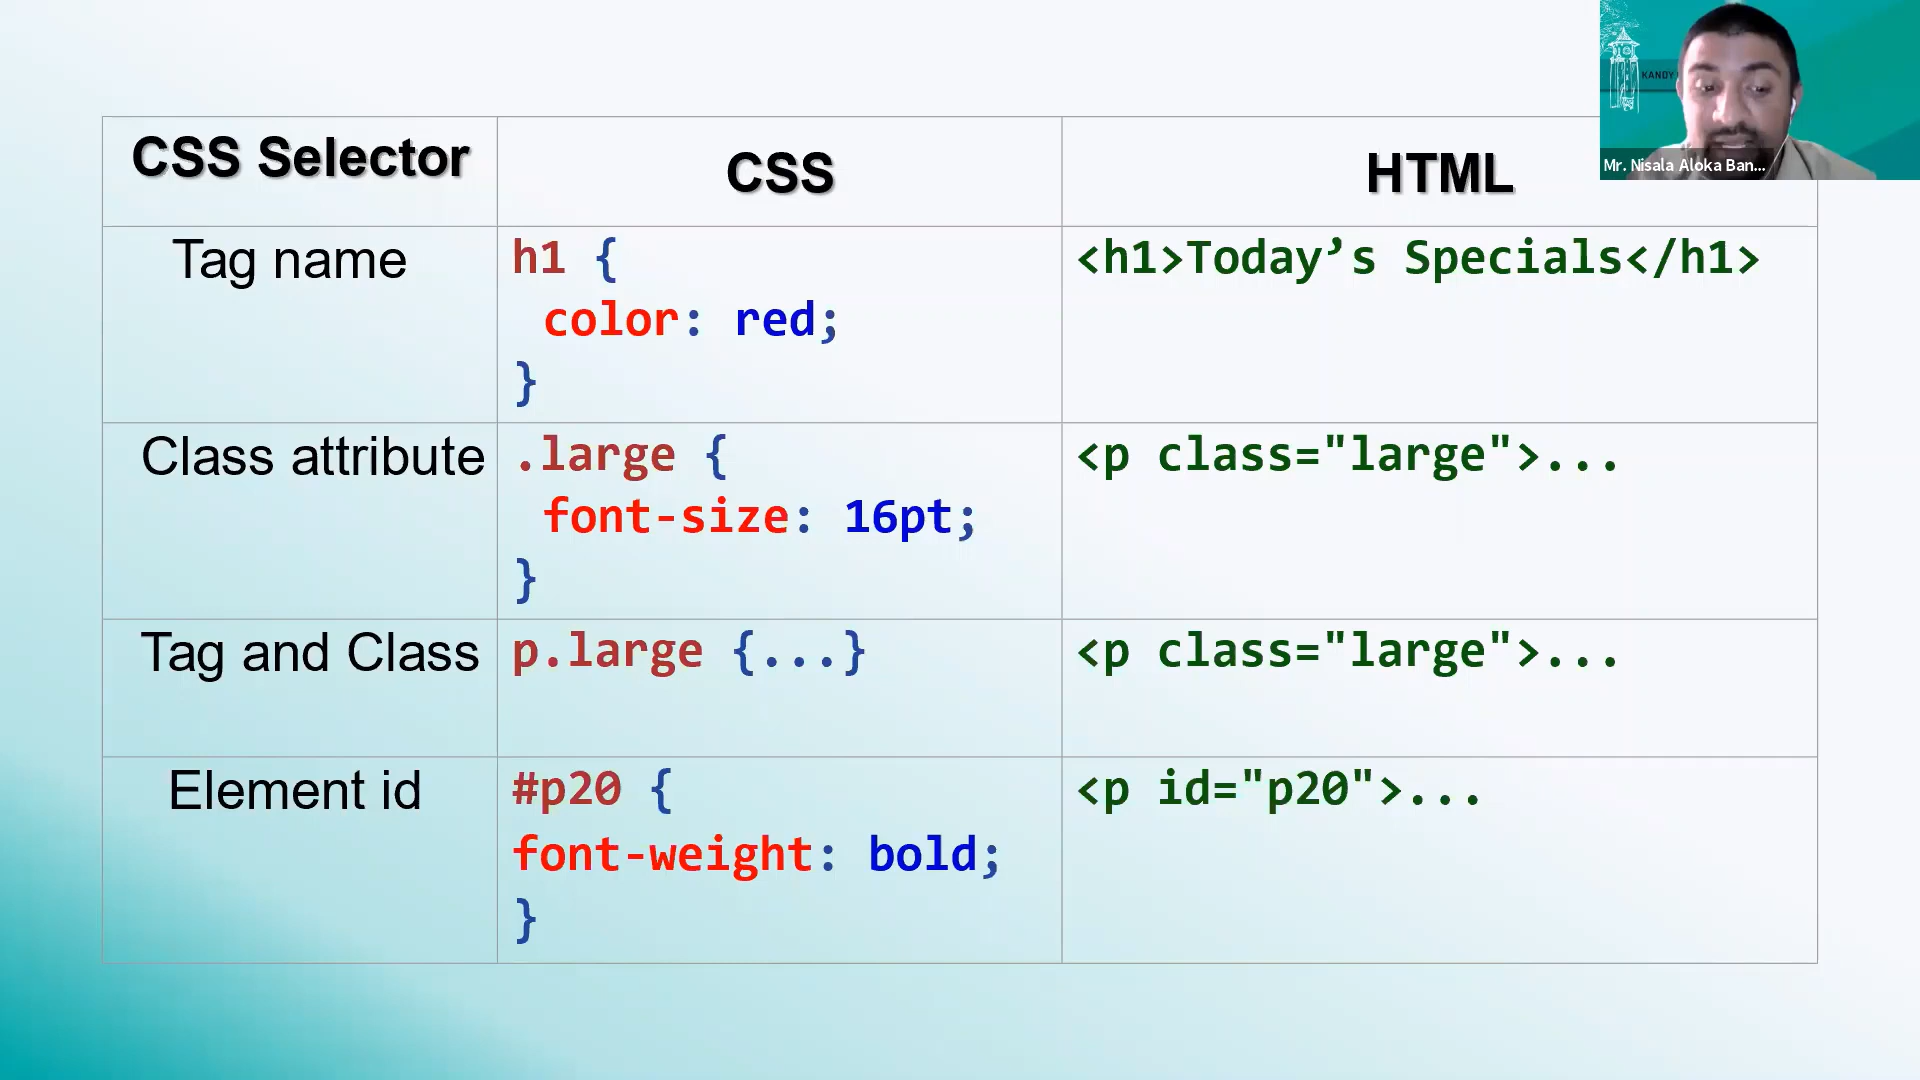 KANDY
Mr. Nisala Aloka Ban...
CSS Selector
CSS
HTML
Tag name
h1 {
color: red;
}
<h1>Today’s Specials</h1>
Class attribute
.large {
font-size: 16pt;
}
<p class="large">...
Tag and Class
p.large {...}
<p class="large">...
Element id
#p20 {
font-weight: bold;
}
<p id="p20">...